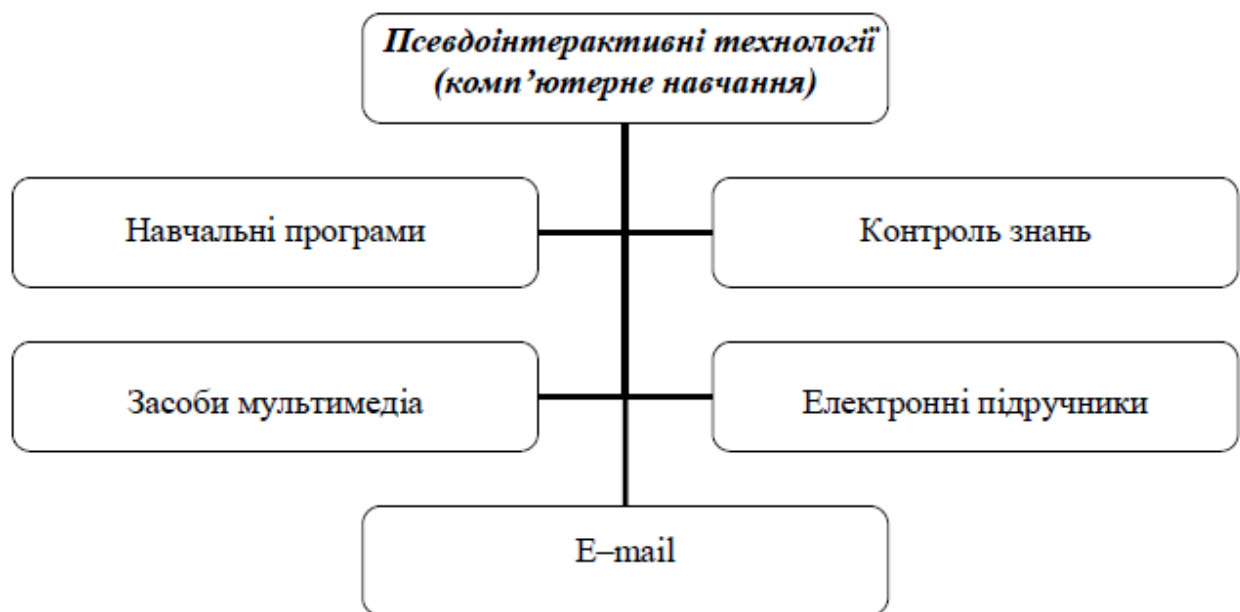 Псевдоінтерактивні технології
(комп’ютерне навчання)
Навчальні програми
Контроль знань
Засоби мультимедіа
Електронні підручники
E–mail